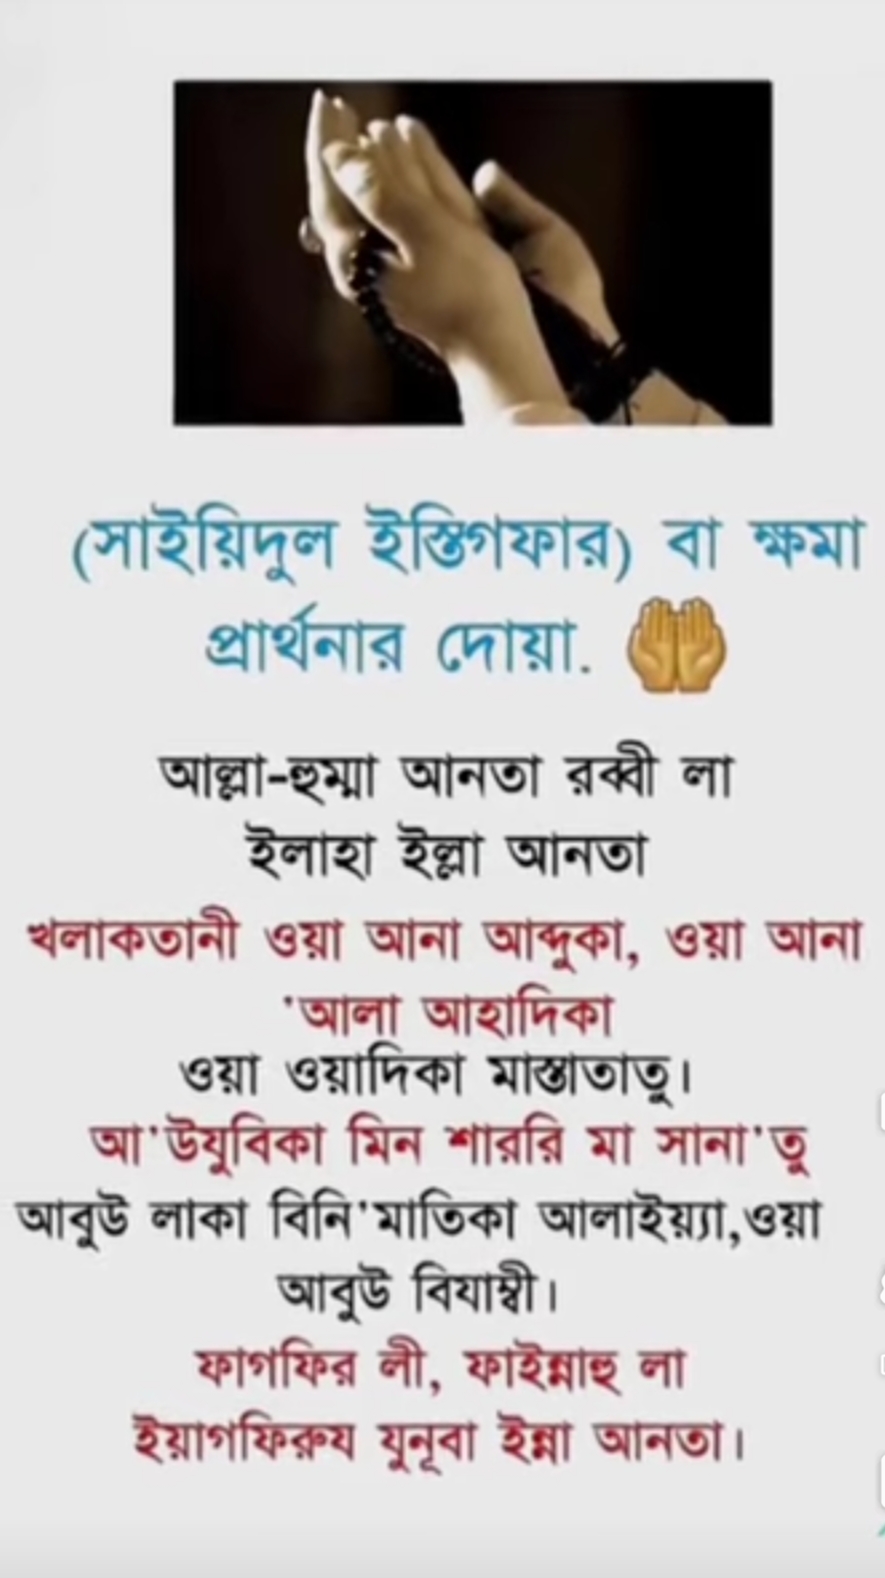 (সাইয়িদুল ইস্তিগফার) বা ক্ষমা
প্রার্থনার দোয়া. 🤲
আল্লা-হুম্মা আনতা রব্বী লা
ইলাহা ইল্লা আনতা
খলাকতানী ওয়া আনা আব্দুকা, ওয়া আনা
'আলা আহাদিকা
ওয়া ওয়াদিকা মাস্তাতাতু।
আ'উযুবিকা মিন শাররি মা সানা'তু
আবুউ লাকা বিনি'মাতিকা আলাইয়্যা,ওয়া
আবুউ বিযাম্বী।
ফাগফির লী, ফাইন্নাহু লা
ইয়াগফিরুয যুনূবা ইন্না আনতা।